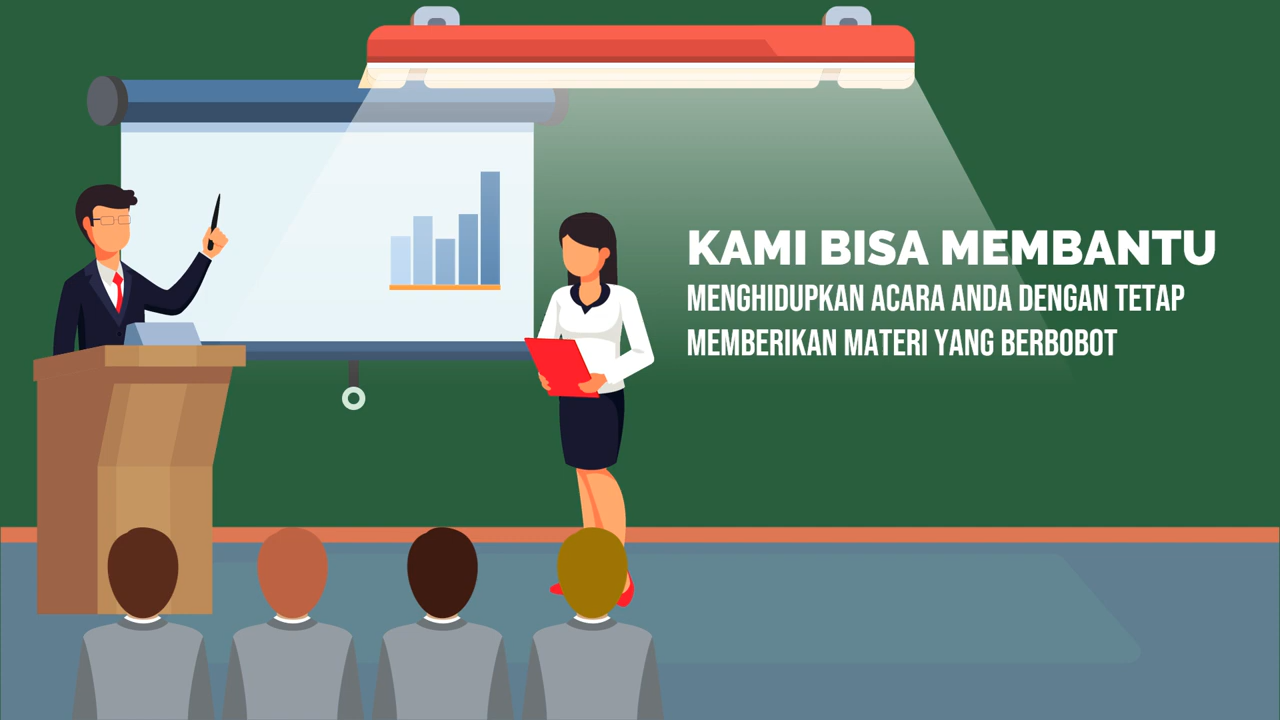 KAMI BISA MEMBANTU
MENGHIDUPKAN ACARA ANDA DENGAN TETAP
MEMBERIKAN MATERI YANG BERBOBOT